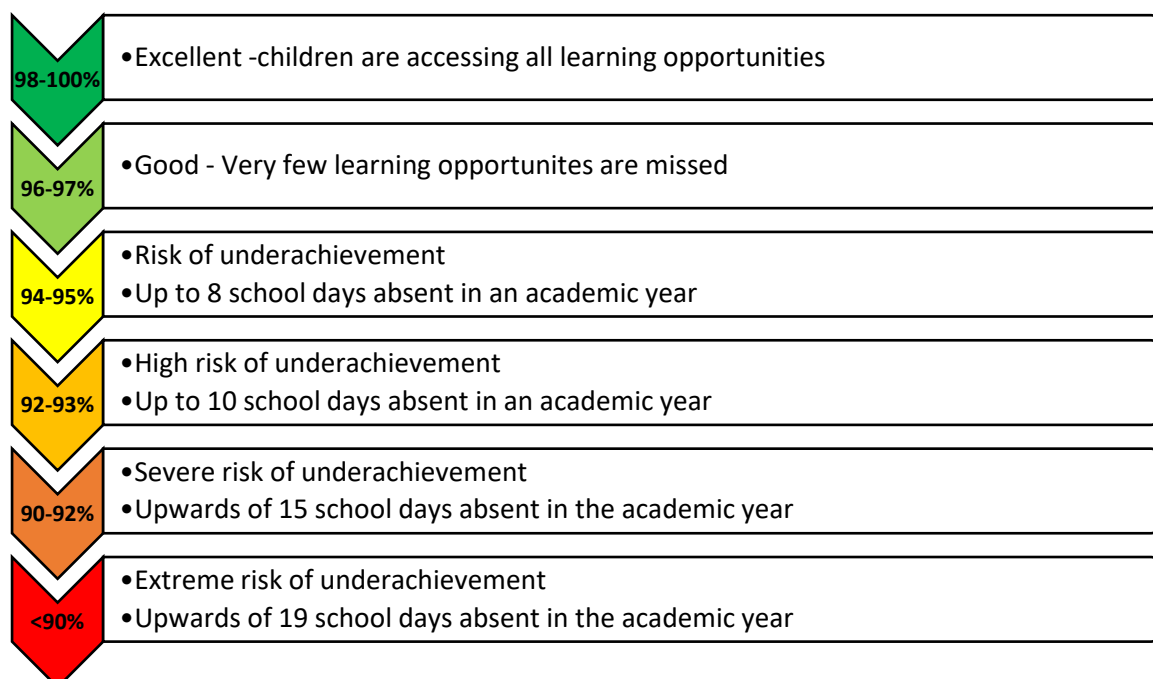 98-100%
•Excellent -children are accessing all learning opportunities
96-97%
•Good - Very few learning opportunites are missed
94-95%
•Risk of underachievement
•Up to 8 school days absent in an academic year
92-93%
•High risk of underachievement
•Up to 10 school days absent in an academic year
90-92%
•Severe risk of underachievement
•Upwards of 15 school days absent in the academic year
<90%
•Extreme risk of underachievement
•Upwards of 19 school days absent in the academic year